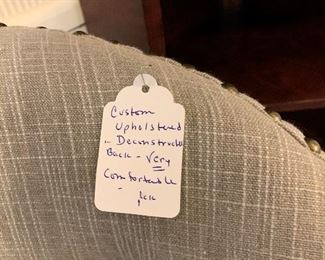 Custom
Upholstered
Deconstructed
Back - Very
Comfortable